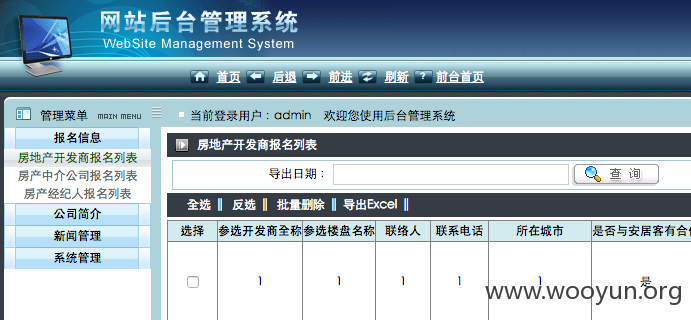 网站后台管理系统
WebSite Management System
首页 后退 前进 刷新 ? 前台首页
管理菜单 MAIN MENU
当前登录用户：admin 欢迎您使用后台管理系统
报名信息
房地产开发商报名列表
房产中介公司报名列表
房产经纪人报名列表
公司简介
新闻管理
系统管理
房地产开发商报名列表
导出日期：
查 询
全选 反选 批量删除 导出Excel
选择 参选开发商全称 参选楼盘名称 联络人 联系电话 所在城市 是否与安居客有合
1 1 1 1 1 是
www.wooyun.org